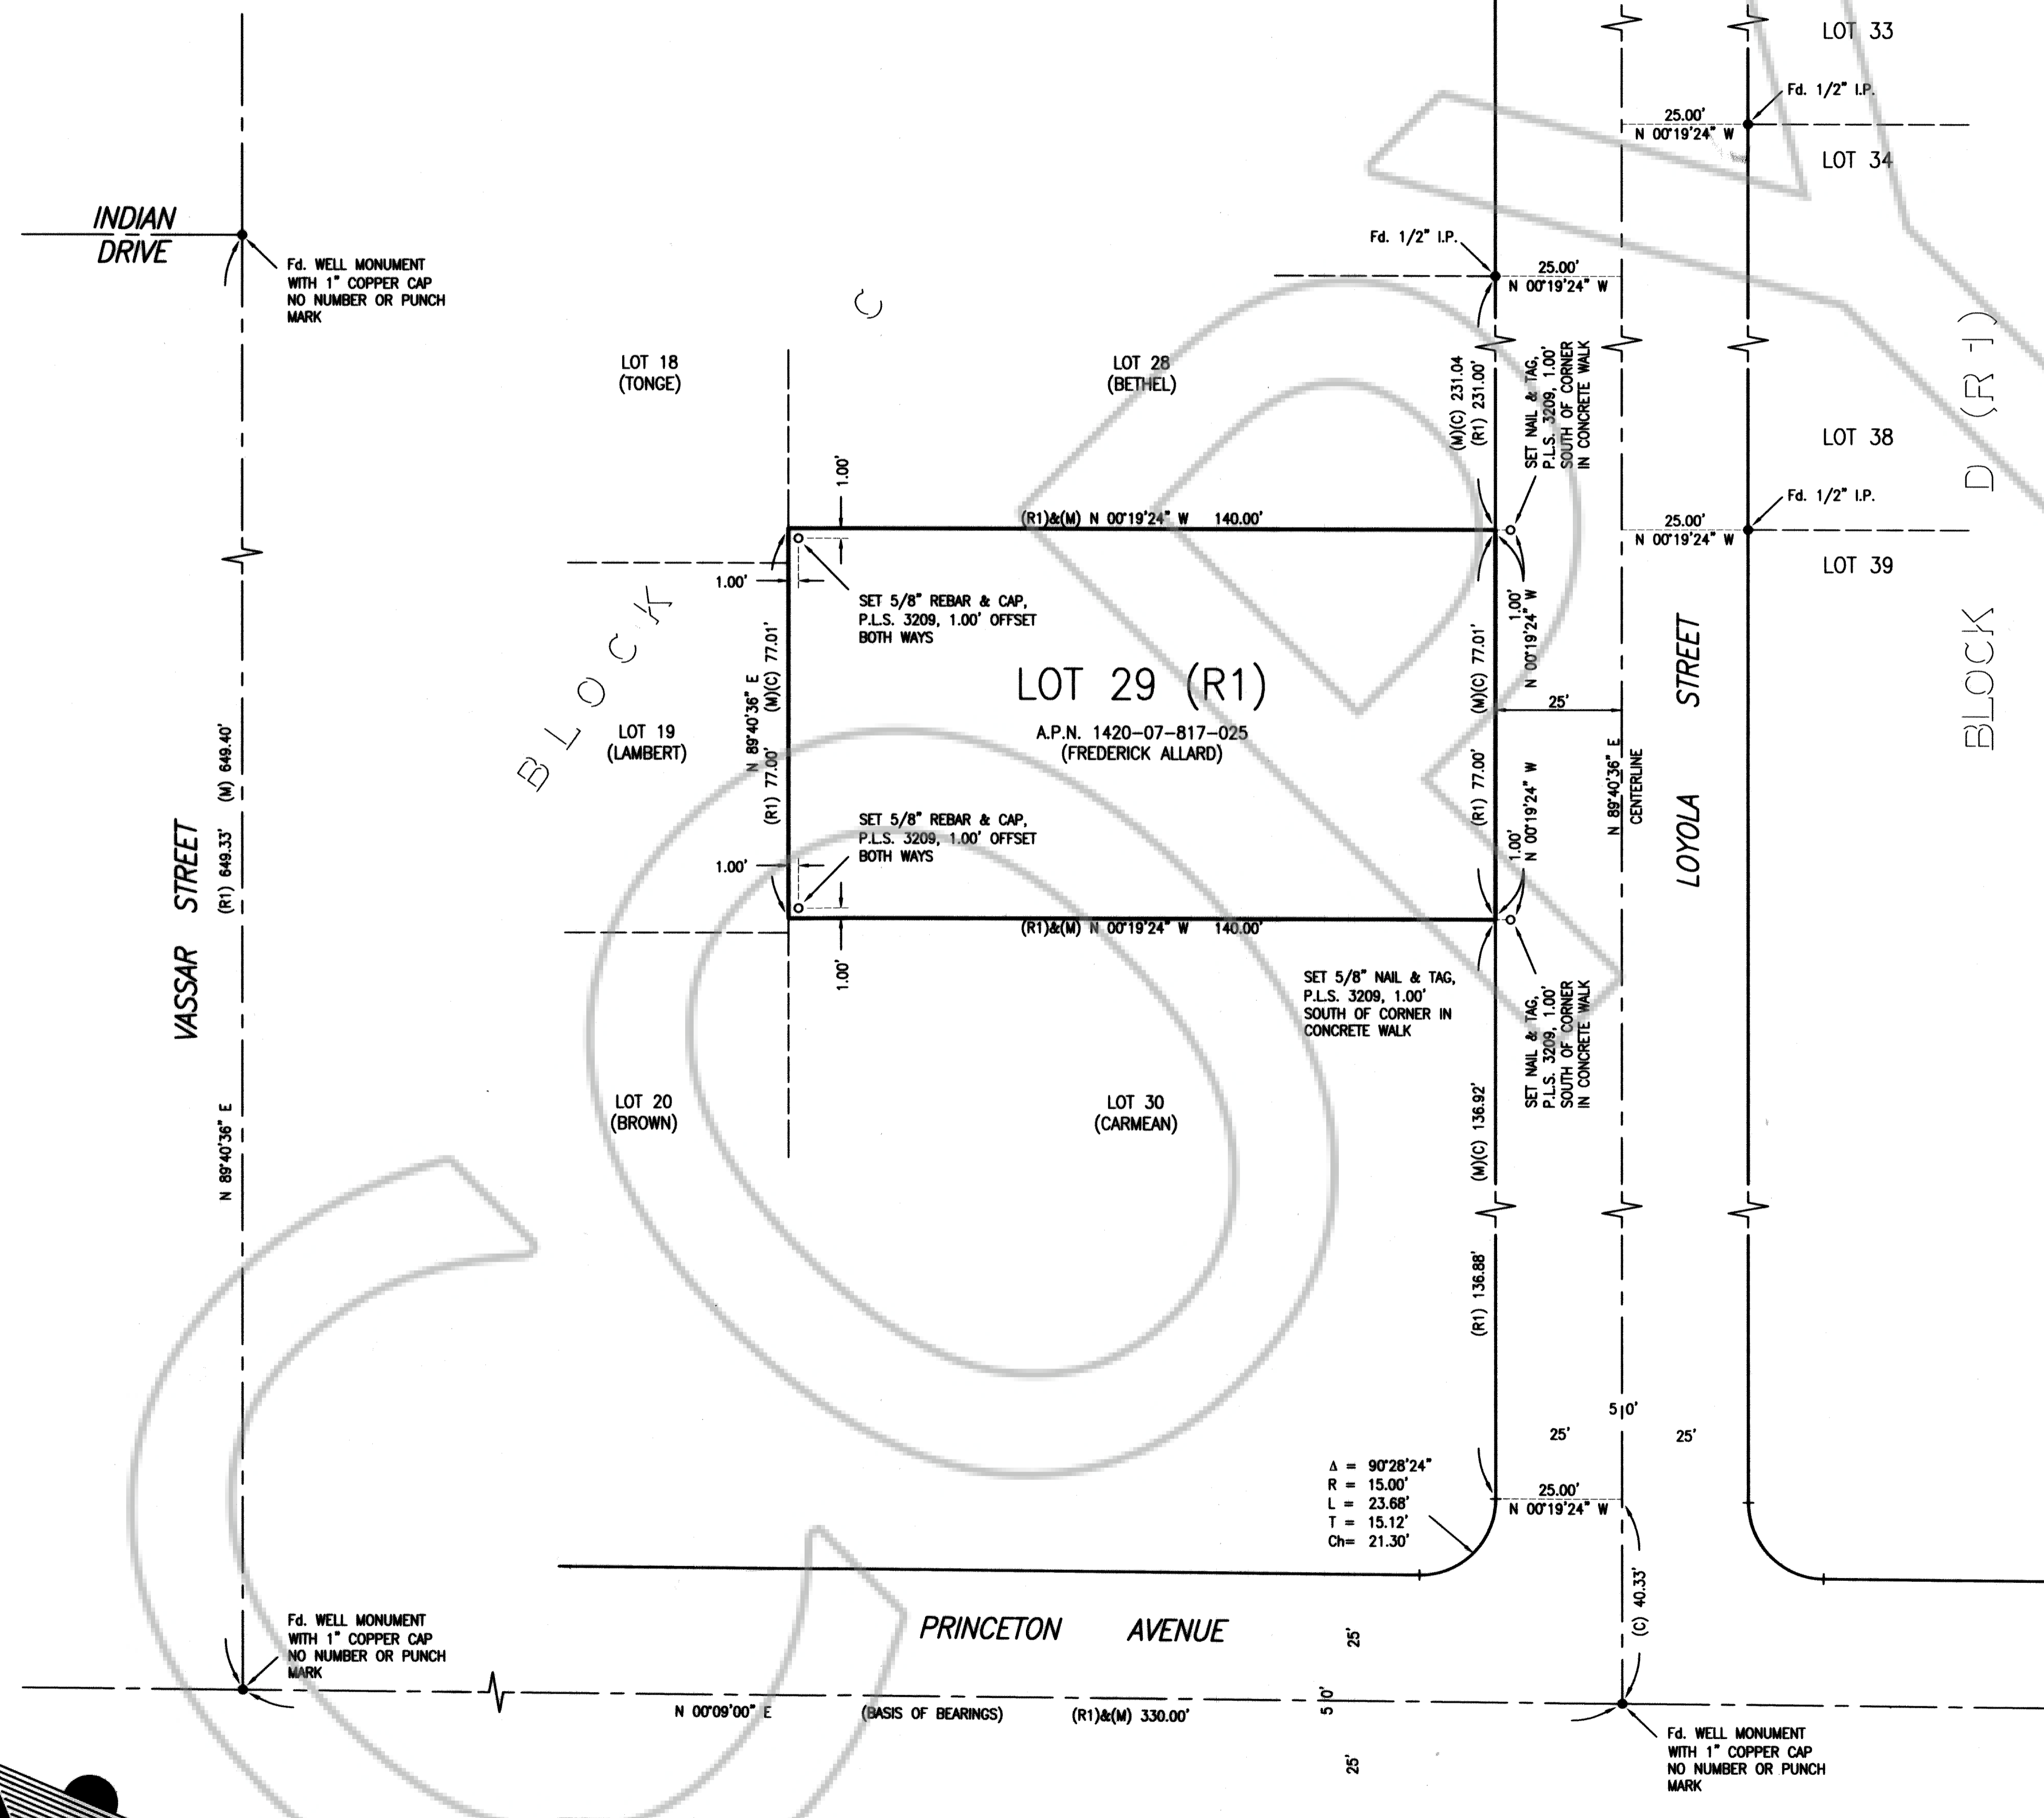 LOT 33
Fd. 1/2" I.P.
25.00'
N 00°19'24" W
LOT 34
INDIAN
DRIVE
Fd. WELL MONUMENT
WITH 1" COPPER CAP
NO NUMBER OR PUNCH
MARK
Fd. 1/2" I.P.
25.00'
N 00°19'24" W
BLOCK C
LOT 18
(TONGE)
LOT 28
(BETHEL)
(M)(C) 231.04
(R1) 231.00'
SET NAIL & TAG,
P.L.S. 3209, 1.00'
SOUTH OF CORNER
IN CONCRETE WALK
LOT 38
BLOCK D (R1)
Fd. 1/2" I.P.
25.00'
N 00°19'24" W
LOT 39
1.00'
(R1)&(M) N 00°19'24" W 140.00'
1.00'
SET 5/8" REBAR & CAP,
P.L.S. 3209, 1.00' OFFSET
BOTH WAYS
N 89°40'36" E
(R1) 77.00' (M)(C) 77.01'
LOT 29 (R1)
A.P.N. 1420-07-817-025
(FREDERICK ALLARD)
(R1) 77.00' (M)(C) 77.01'
1.00'
N 00°19'24" W
25'
1.00'
N 00°19'24" W
N 89°40'36" E
CENTERLINE
LOYOLA STREET
LOT 19
(LAMBERT)
VASSAR STREET
(R1) 649.33' (M) 649.40'
N 89°40'36" E
SET 5/8" REBAR & CAP,
P.L.S. 3209, 1.00' OFFSET
BOTH WAYS
1.00'
(R1)&(M) N 00°19'24" W 140.00'
1.00'
SET 5/8" NAIL & TAG,
P.L.S. 3209, 1.00'
SOUTH OF CORNER IN
CONCRETE WALK
SET NAIL & TAG,
P.L.S. 3209, 1.00'
SOUTH OF CORNER
IN CONCRETE WALK
LOT 20
(BROWN)
LOT 30
(CARMEAN)
(M)(C) 136.92'
(R1) 136.88'
50'
25'
25'
Δ = 90°28'24"
R = 15.00'
L = 23.68'
T = 15.12'
Ch= 21.30'
25.00'
N 00°19'24" W
(C) 40.33'
Fd. WELL MONUMENT
WITH 1" COPPER CAP
NO NUMBER OR PUNCH
MARK
PRINCETON AVENUE
25'
50'
25'
N 00°09'00" E (BASIS OF BEARINGS) (R1)&(M) 330.00'
Fd. WELL MONUMENT
WITH 1" COPPER CAP
NO NUMBER OR PUNCH
MARK
COPY